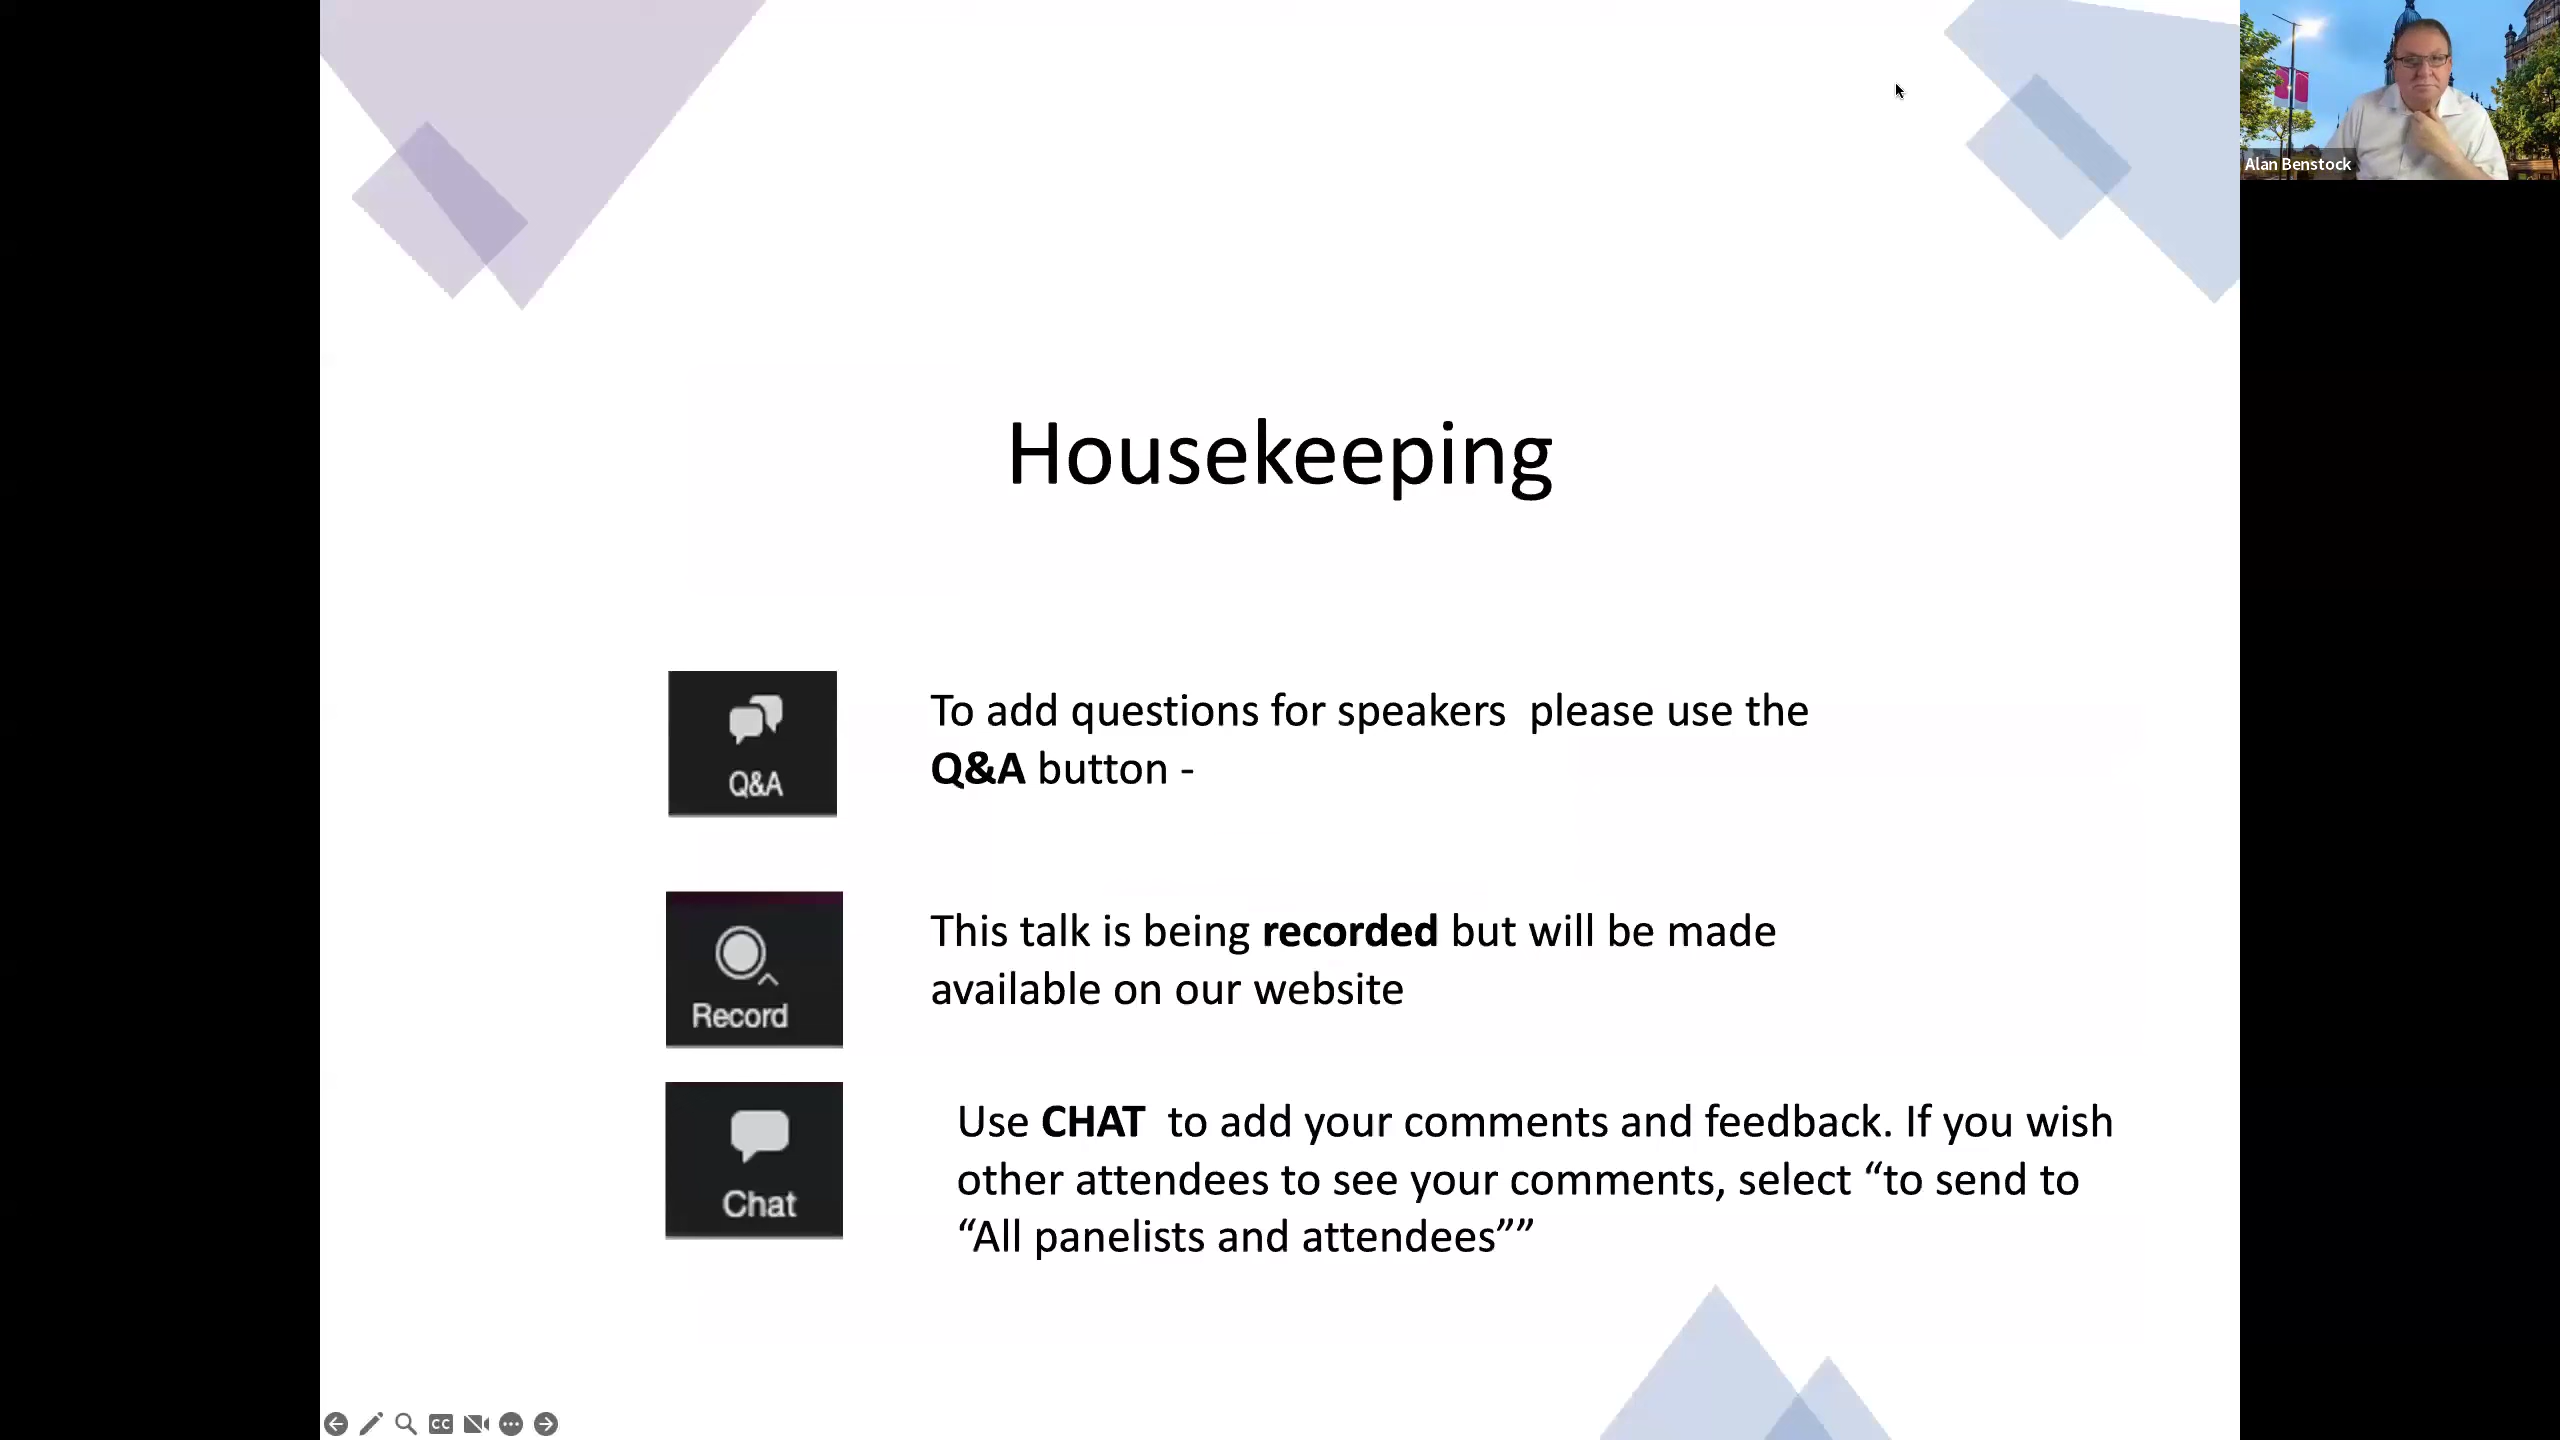 Alan Benstock
Housekeeping
Q&A
To add questions for speakers  please use the
Q&A button -
Record
This talk is being recorded but will be made
available on our website
Chat
Use CHAT  to add your comments and feedback. If you wish
other attendees to see your comments, select “to send to
“All panelists and attendees””
CC